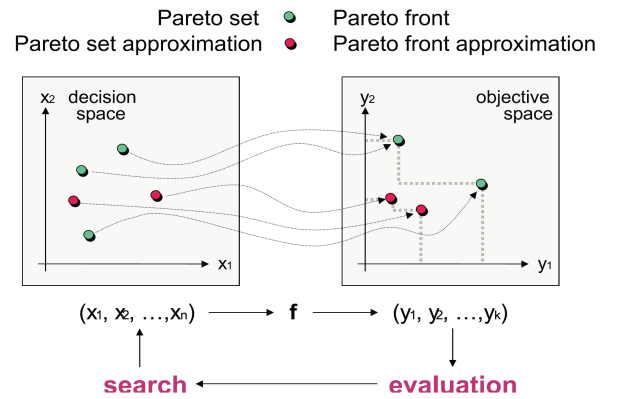 Pareto set Pareto front
Pareto set approximation Pareto front approximation
x2 decision space
y2 objective space
x1
y1
(x1, x2, …,xn) f (y1, y2, …,yk)
search evaluation